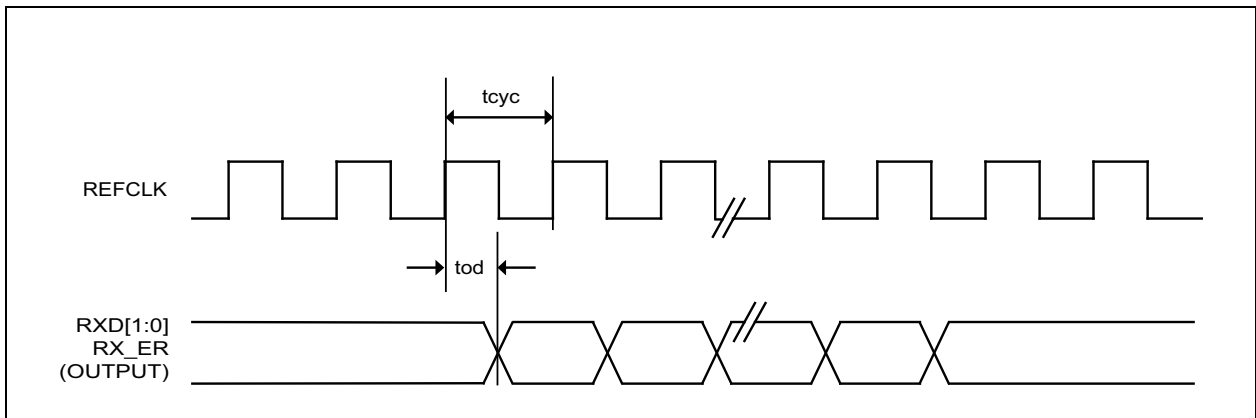 tcyc
REFCLK
tod
RXD[1:0]
RX_ER
(OUTPUT)